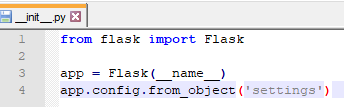 __init__.py
1 from flask import Flask
2
3 app = Flask(__name__)
4 app.config.from_object('settings')